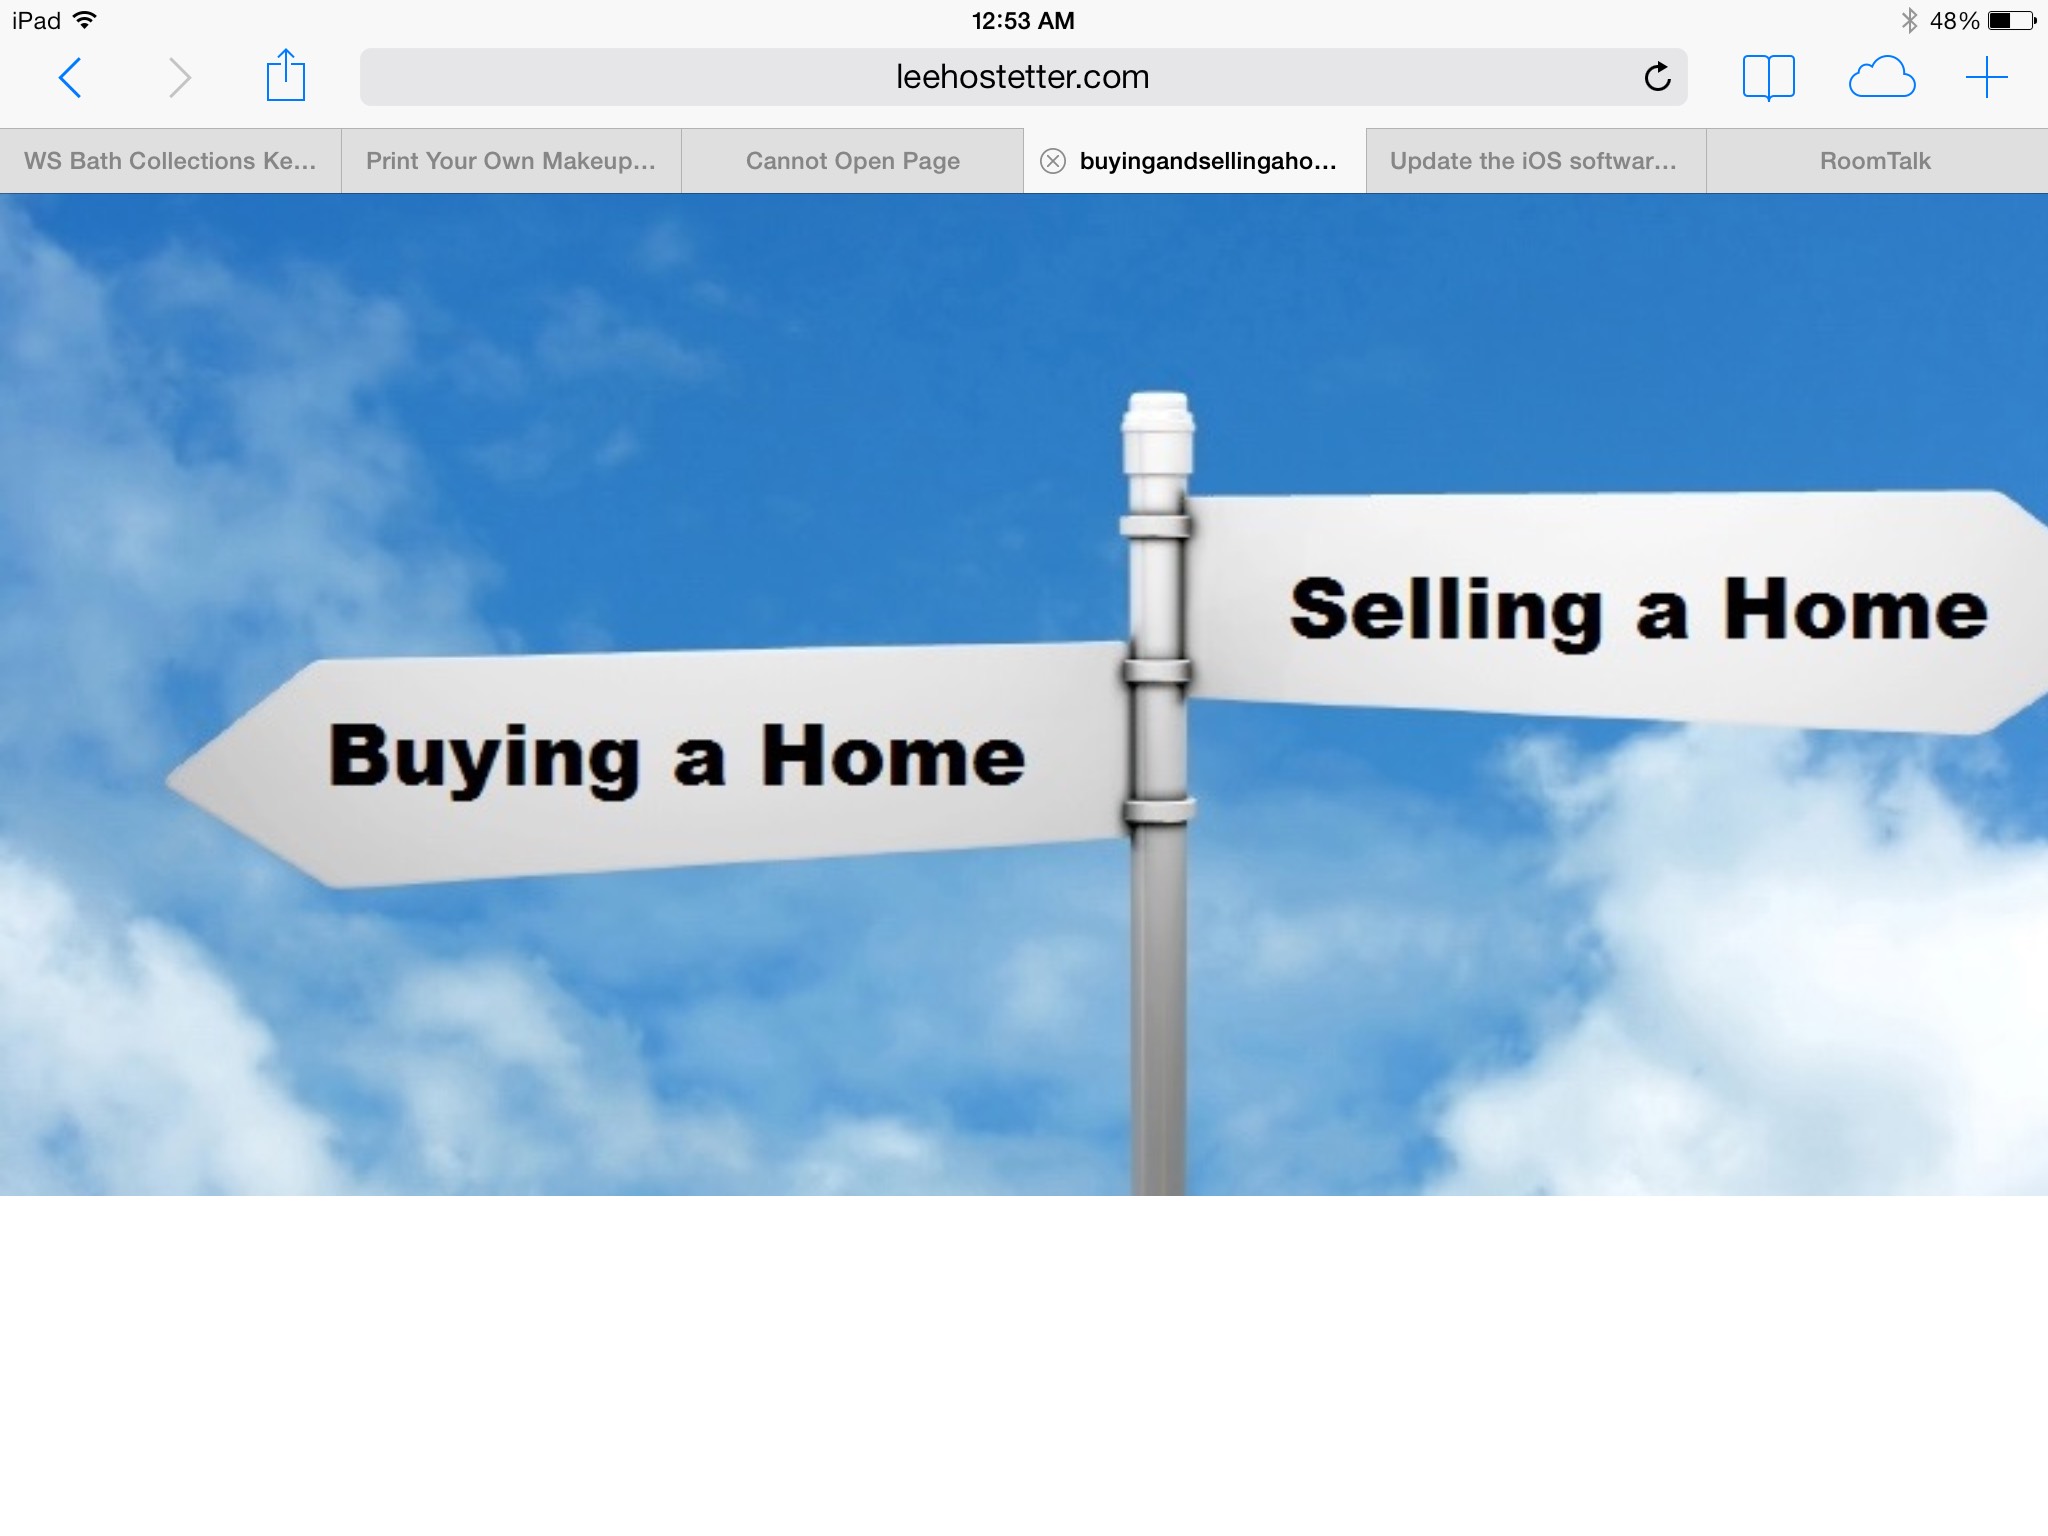 iPad 12:53 AM 48%
leehostetter.com
WS Bath Collections Ke... Print Your Own Makeup... Cannot Open Page buyingandsellingaho... Update the iOS softwar... RoomTalk
Selling a Home
Buying a Home